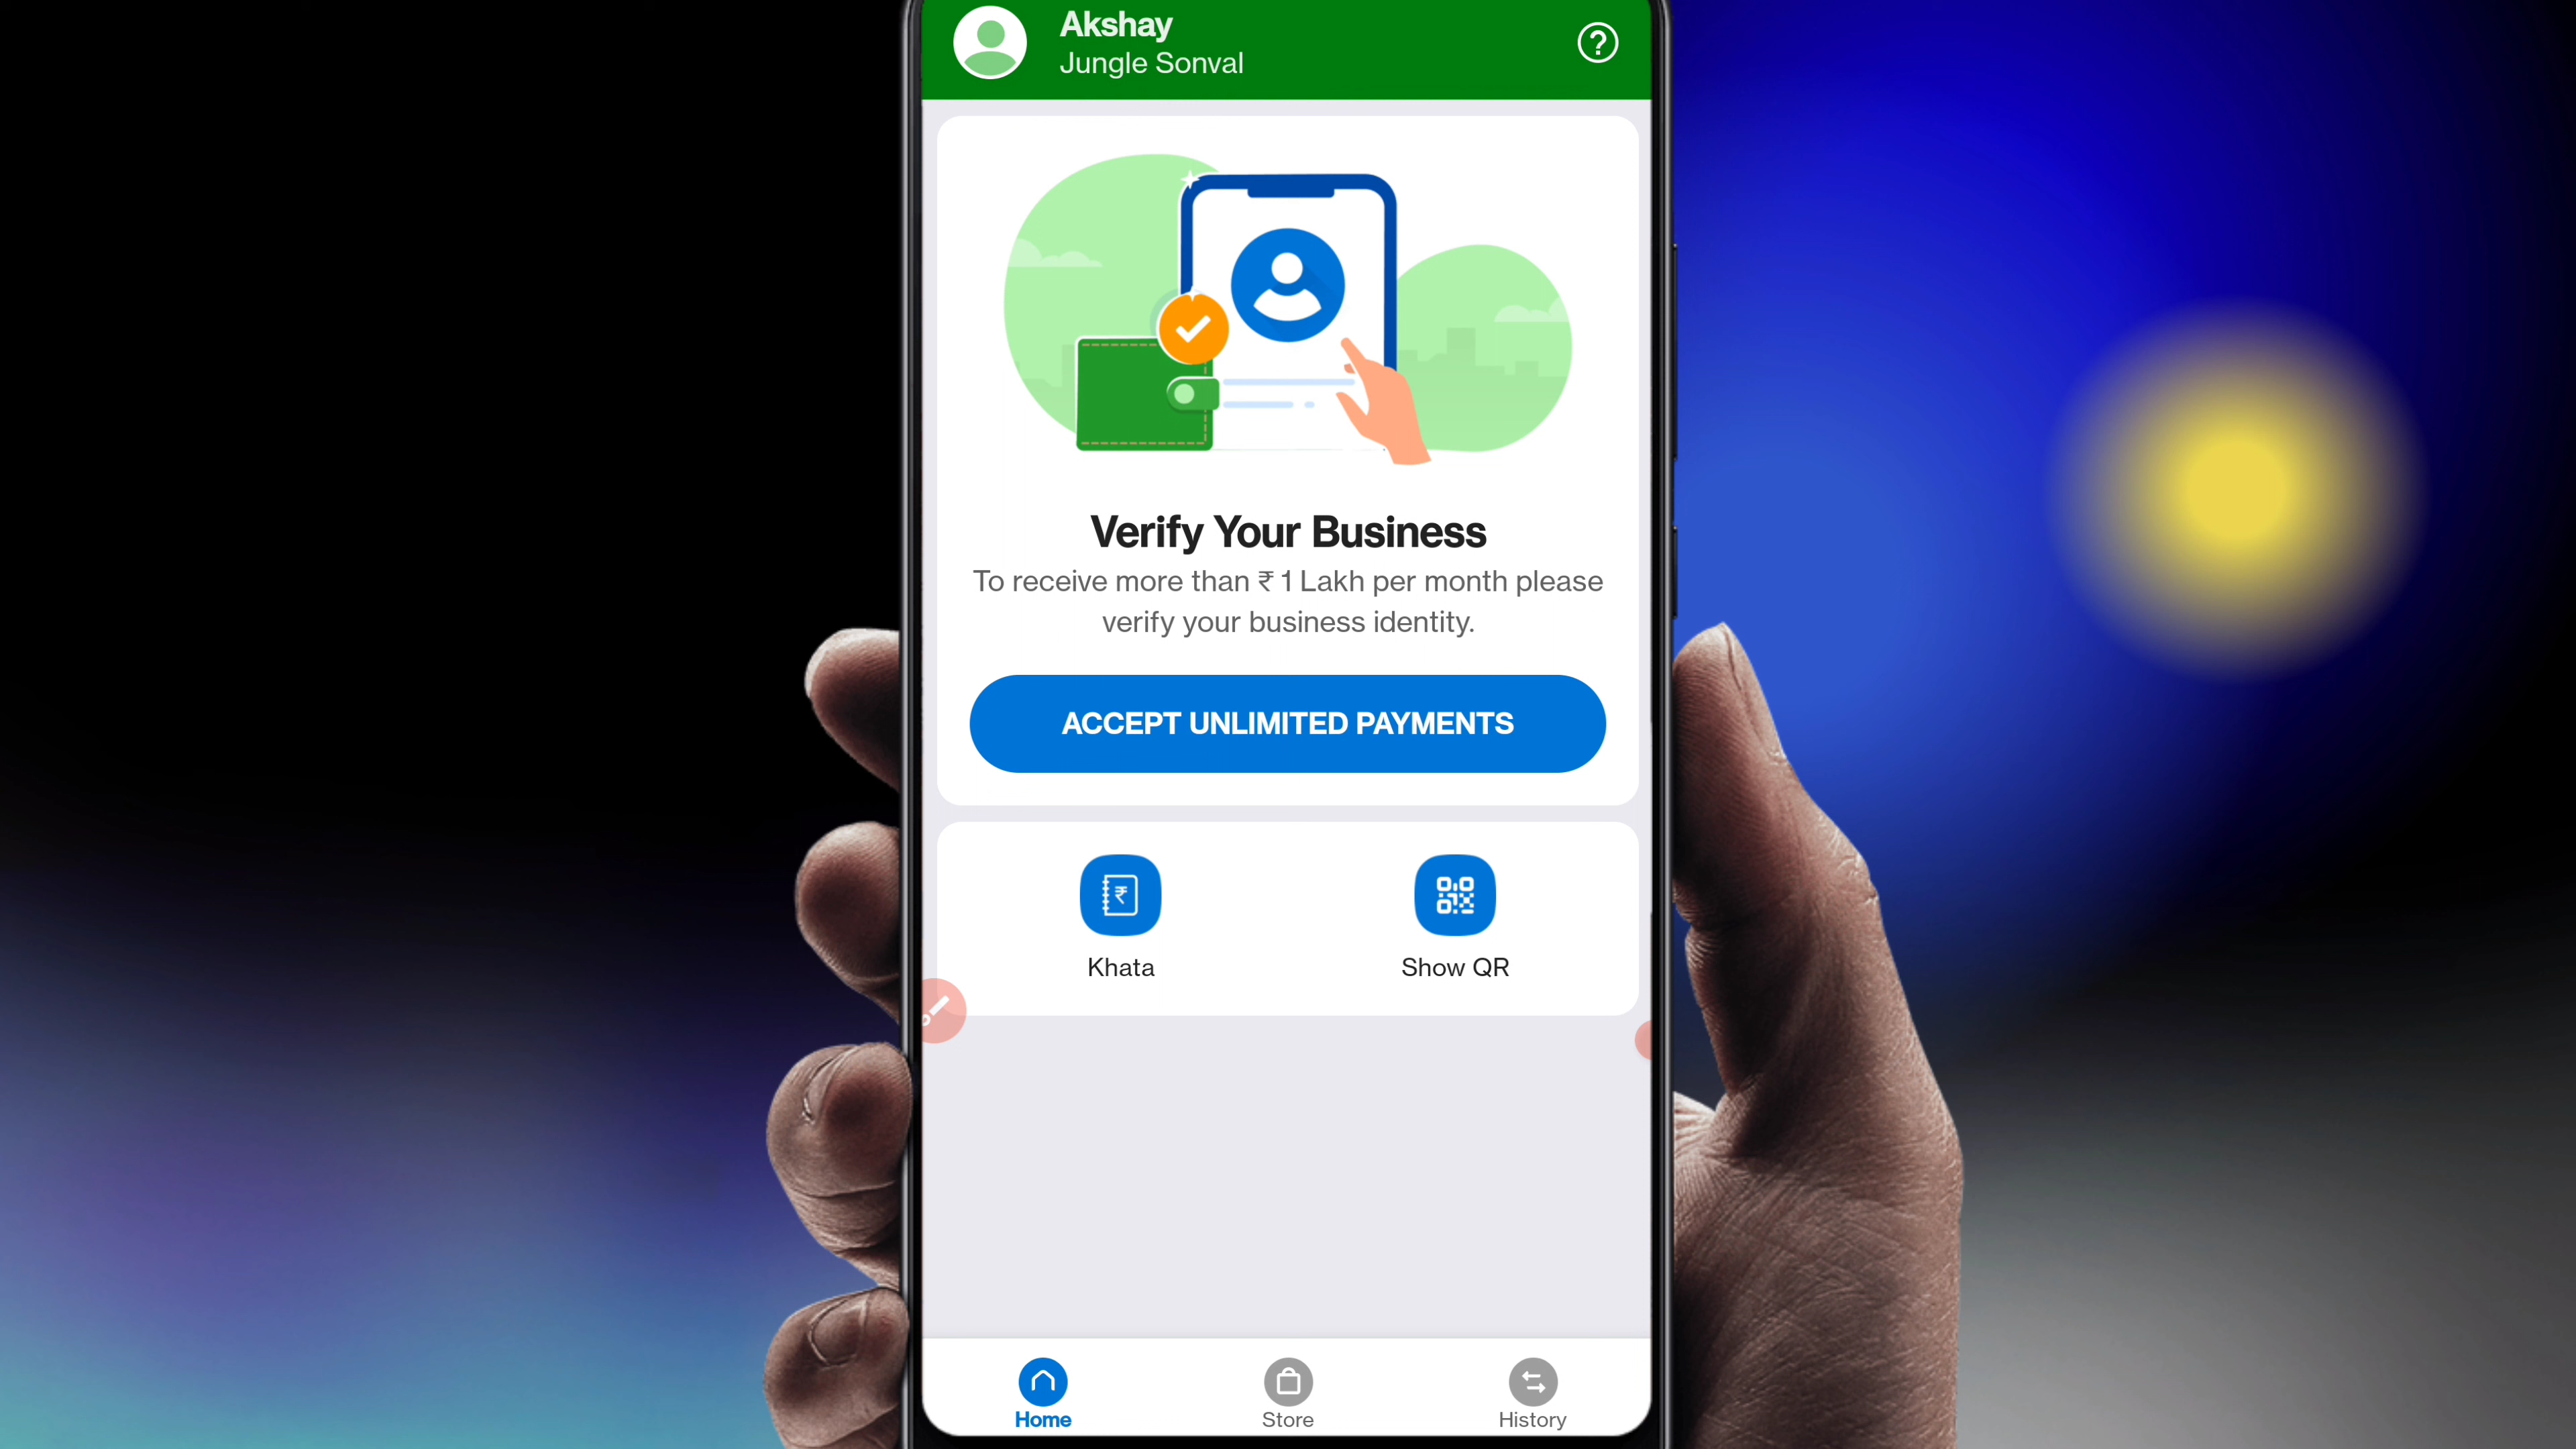 Akshay
Jungle Sonval
Verify Your Business
To receive more than ₹ 1 Lakh per month please
verify your business identity.
ACCEPT UNLIMITED PAYMENTS
Khata
Show QR
Home
Store
History